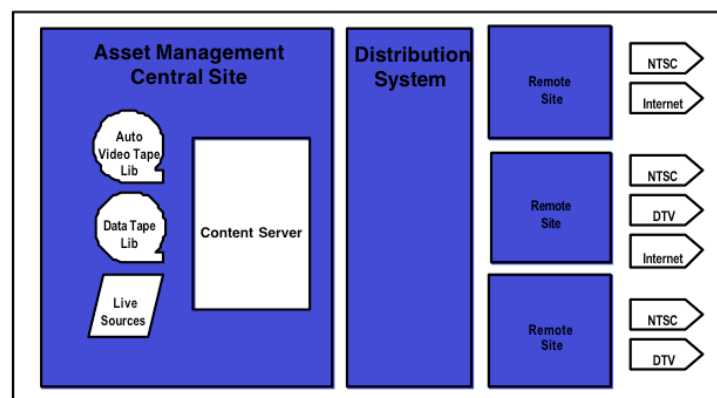 Asset Management
Central Site
Auto
Video Tape
Lib
Data Tape
Lib
Live
Sources
Content Server
Distribution
System
Remote
Site
NTSC
Internet
Remote
Site
NTSC
DTV
Internet
Remote
Site
NTSC
DTV